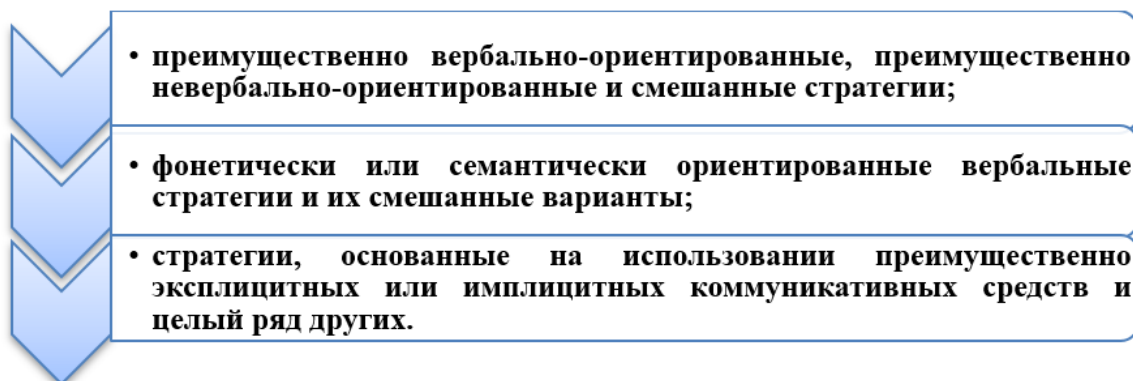 • преимущественно вербально-ориентированные, преимущественно
невербально-ориентированные и смешанные стратегии;
• фонетически или семантически ориентированные вербальные
стратегии и их смешанные варианты;
• стратегии, основанные на использовании преимущественно
эксплицитных или имплицитных коммуникативных средств и
целый ряд других.